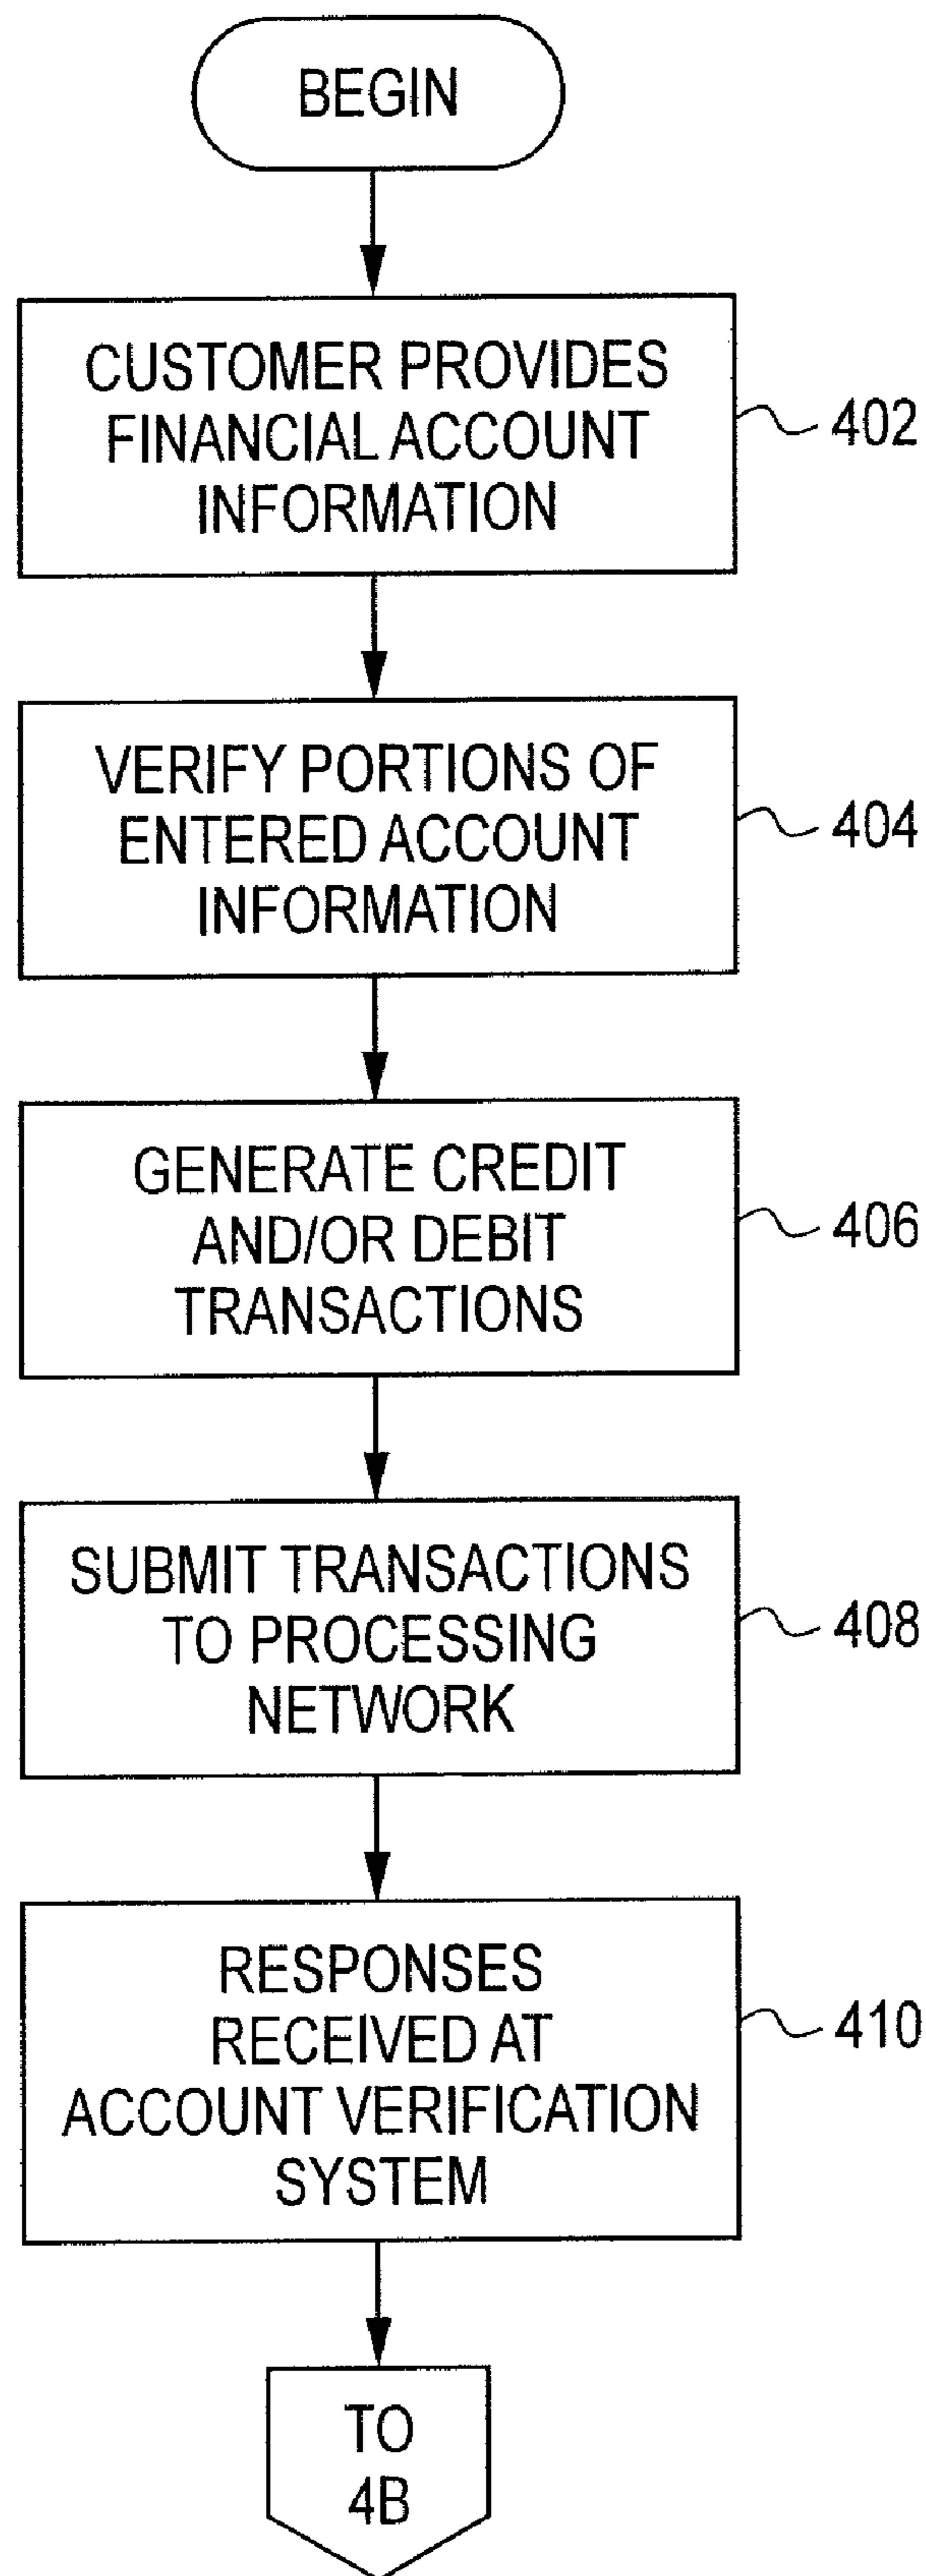 BEGIN
CUSTOMER PROVIDES
FINANCIAL ACCOUNT
INFORMATION
402
VERIFY PORTIONS OF
ENTERED ACCOUNT
INFORMATION
404
GENERATE CREDIT
AND/OR DEBIT
TRANSACTIONS
406
SUBMIT TRANSACTIONS
TO PROCESSING
NETWORK
408
RESPONSES
RECEIVED AT
ACCOUNT VERIFICATION
SYSTEM
410
TO
4B